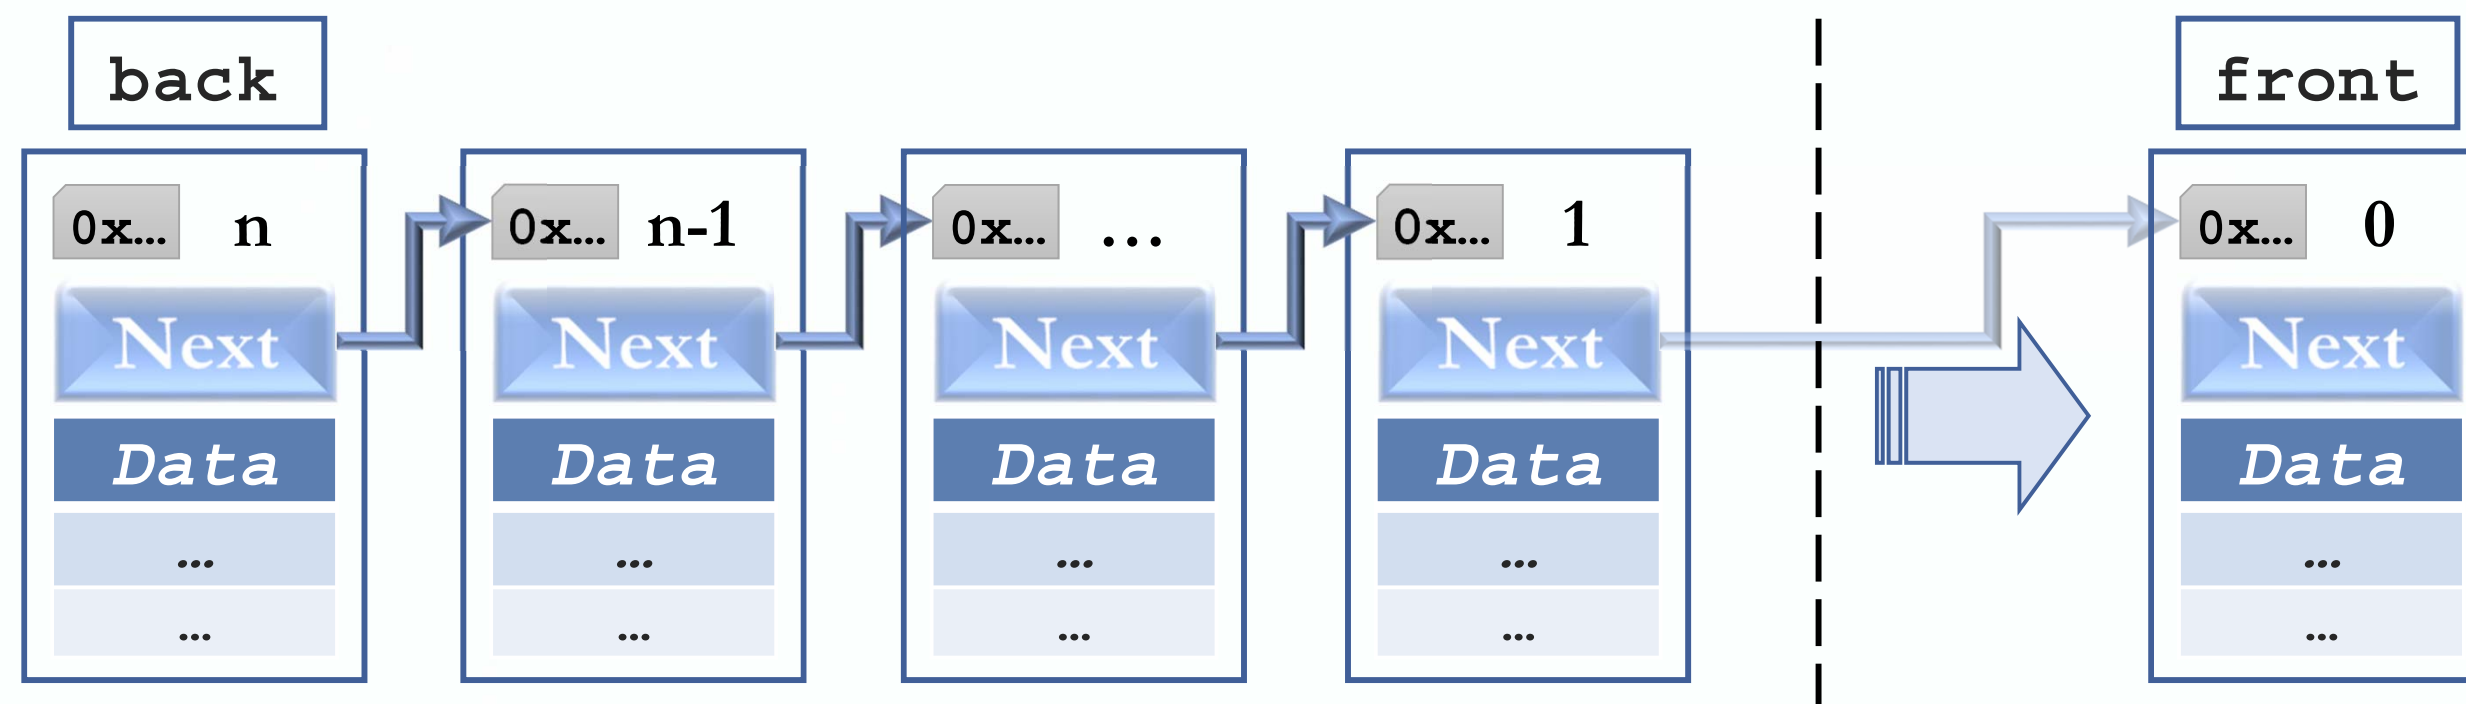 back front
0x... n 0x... n-1 0x... ... 0x... 1 0x... 0
Next Next Next Next Next
Data Data Data Data Data
... ... ... ... ...
... ... ... ... ...